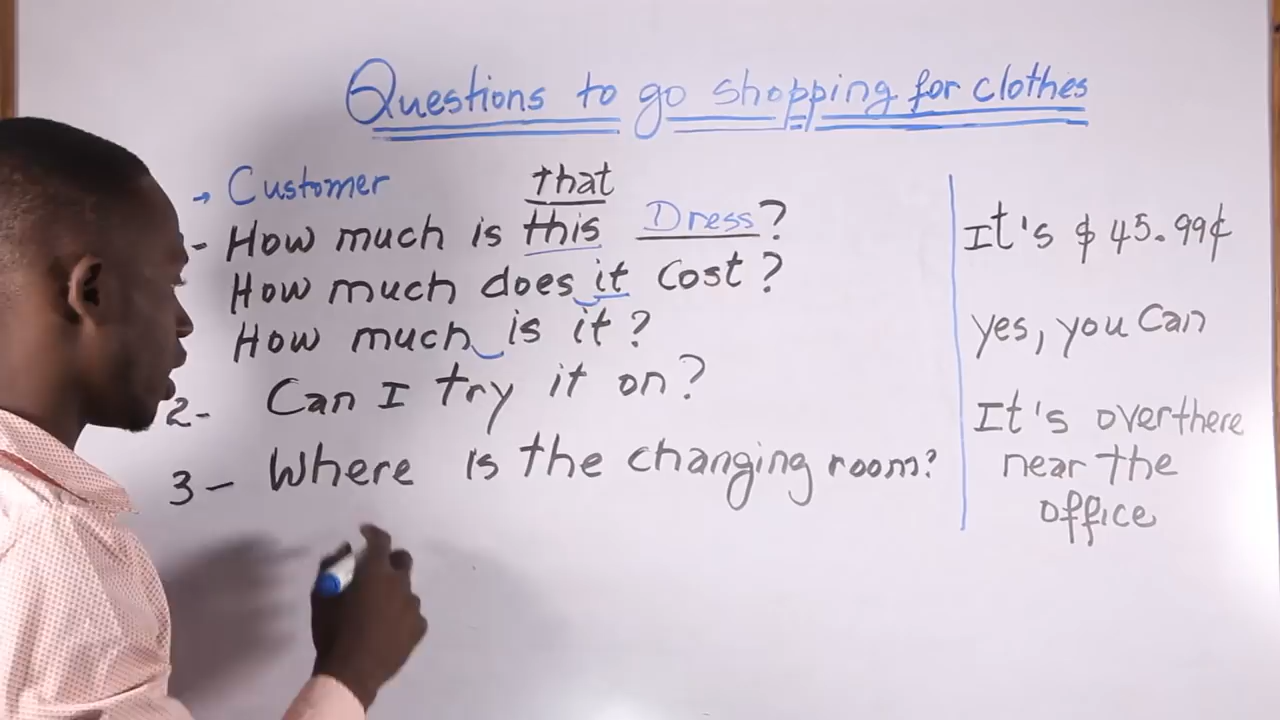 Questions to go shopping for clothes
→ Customer
that
- How much is this Dress?
It's $ 45.99¢
How much does it cost?
How much is it?
yes, you Can
2- Can I try it on?
It's over there
3- Where is the changing room?
near the
office